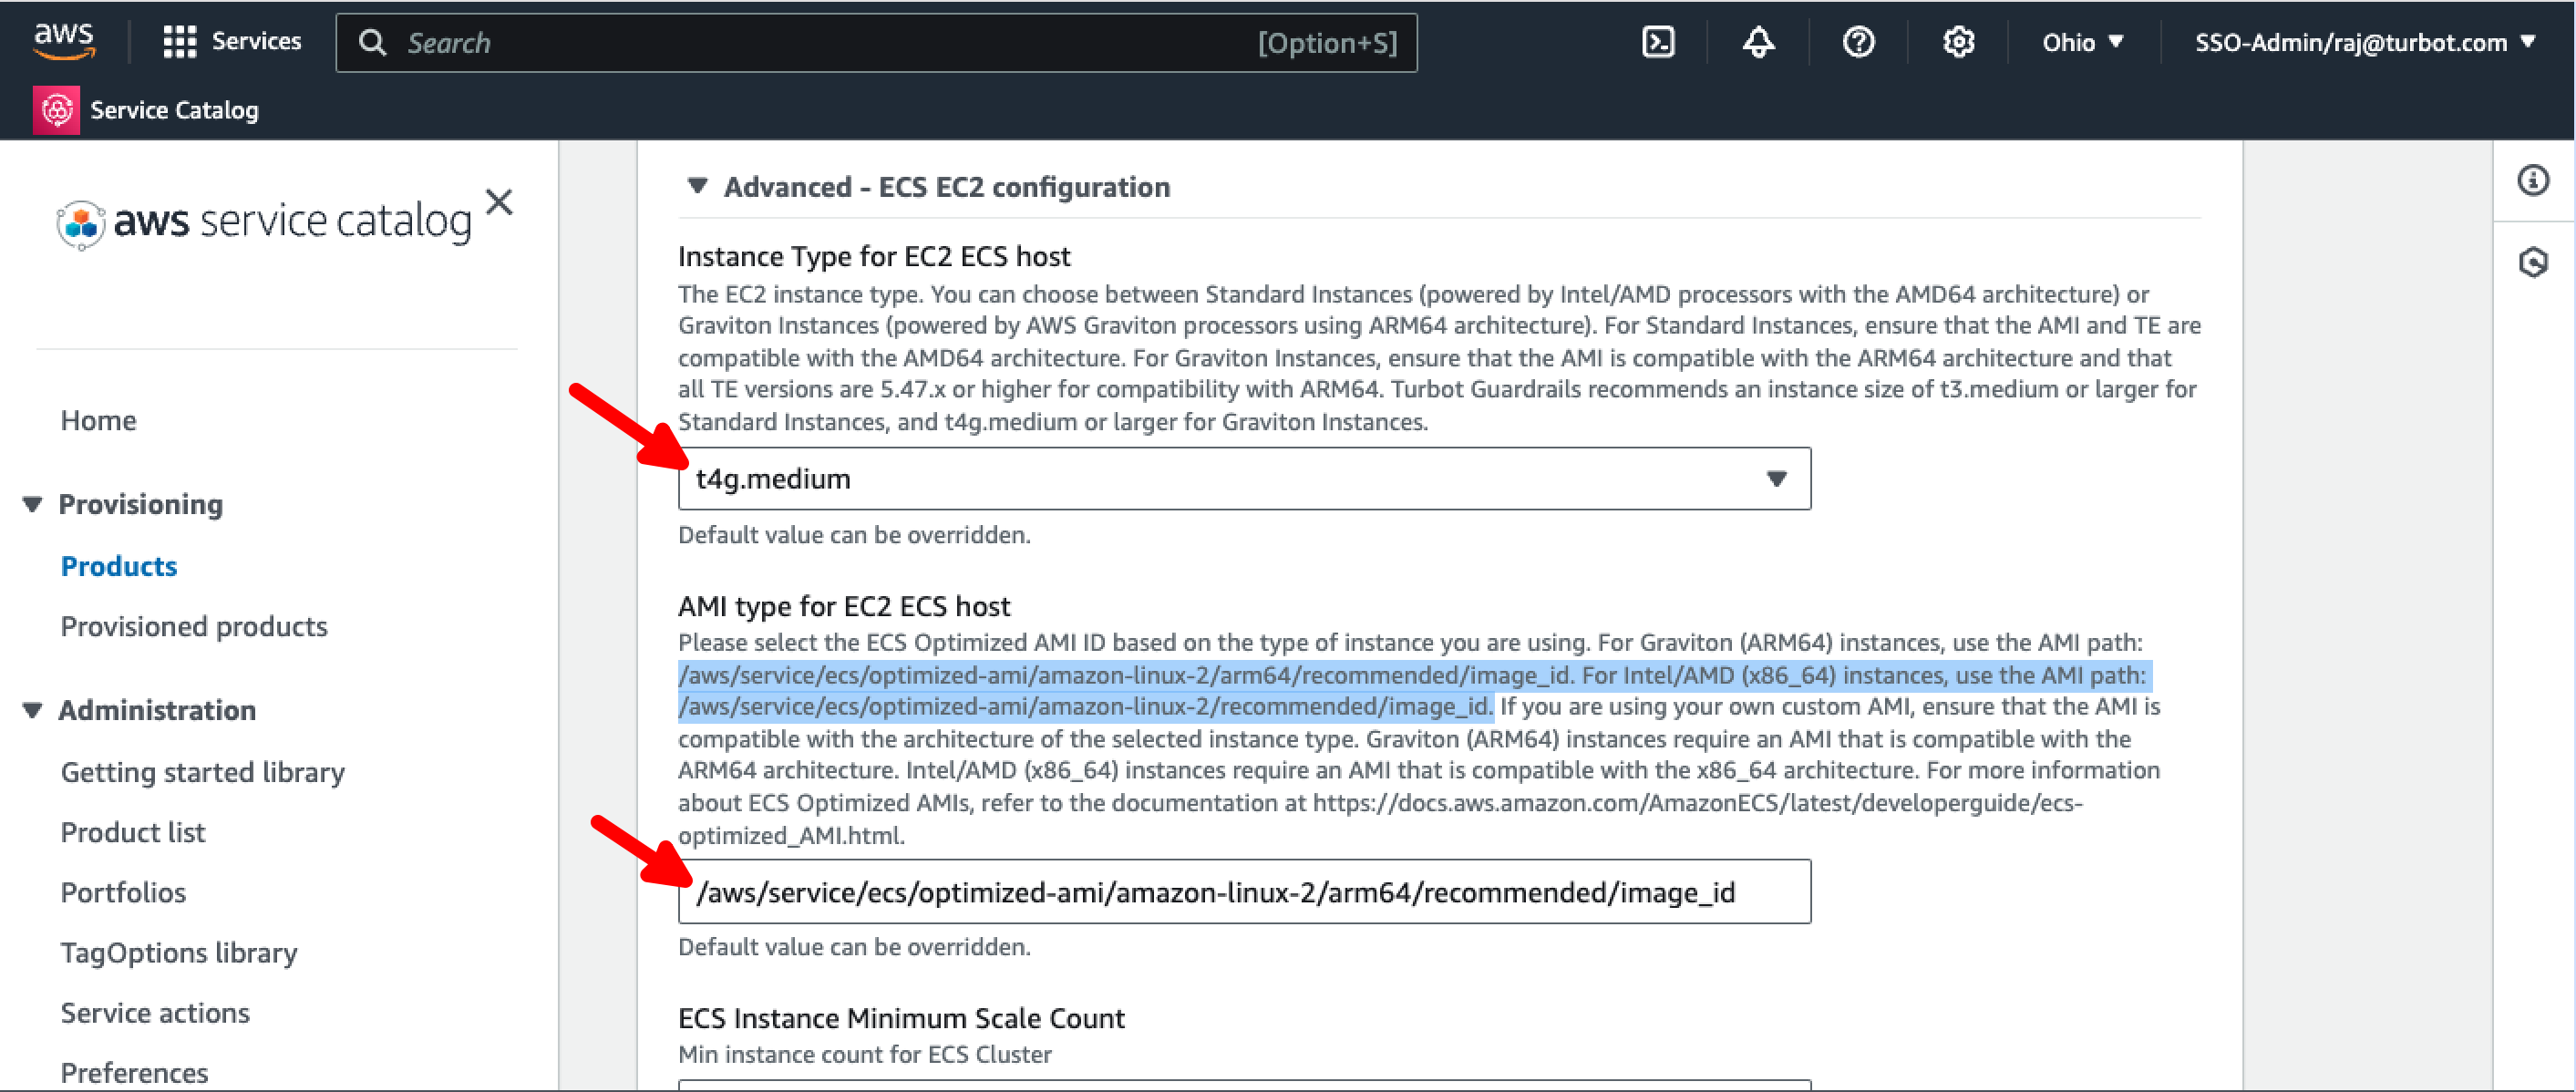 aws
Services
Search
[Option+S]
Ohio
SSO-Admin/raj@turbot.com
Service Catalog
aws service catalog
Home
Provisioning
Products
Provisioned products
Administration
Getting started library
Product list
Portfolios
TagOptions library
Service actions
Preferences
Advanced - ECS EC2 configuration
Instance Type for EC2 ECS host
The EC2 instance type. You can choose between Standard Instances (powered by Intel/AMD processors with the AMD64 architecture) or
Graviton Instances (powered by AWS Graviton processors using ARM64 architecture). For Standard Instances, ensure that the AMI and TE are
compatible with the AMD64 architecture. For Graviton Instances, ensure that the AMI is compatible with the ARM64 architecture and that
all TE versions are 5.47.x or higher for compatibility with ARM64. Turbot Guardrails recommends an instance size of t3.medium or larger for
Standard Instances, and t4g.medium or larger for Graviton Instances.
t4g.medium
Default value can be overridden.
AMI type for EC2 ECS host
Please select the ECS Optimized AMI ID based on the type of instance you are using. For Graviton (ARM64) instances, use the AMI path:
/aws/service/ecs/optimized-ami/amazon-linux-2/arm64/recommended/image_id. For Intel/AMD (x86_64) instances, use the AMI path:
/aws/service/ecs/optimized-ami/amazon-linux-2/recommended/image_id. If you are using your own custom AMI, ensure that the AMI is
compatible with the architecture of the selected instance type. Graviton (ARM64) instances require an AMI that is compatible with the
ARM64 architecture. Intel/AMD (x86_64) instances require an AMI that is compatible with the x86_64 architecture. For more information
about ECS Optimized AMIs, refer to the documentation at https://docs.aws.amazon.com/AmazonECS/latest/developerguide/ecs-
optimized_AMI.html.
/aws/service/ecs/optimized-ami/amazon-linux-2/arm64/recommended/image_id
Default value can be overridden.
ECS Instance Minimum Scale Count
Min instance count for ECS Cluster